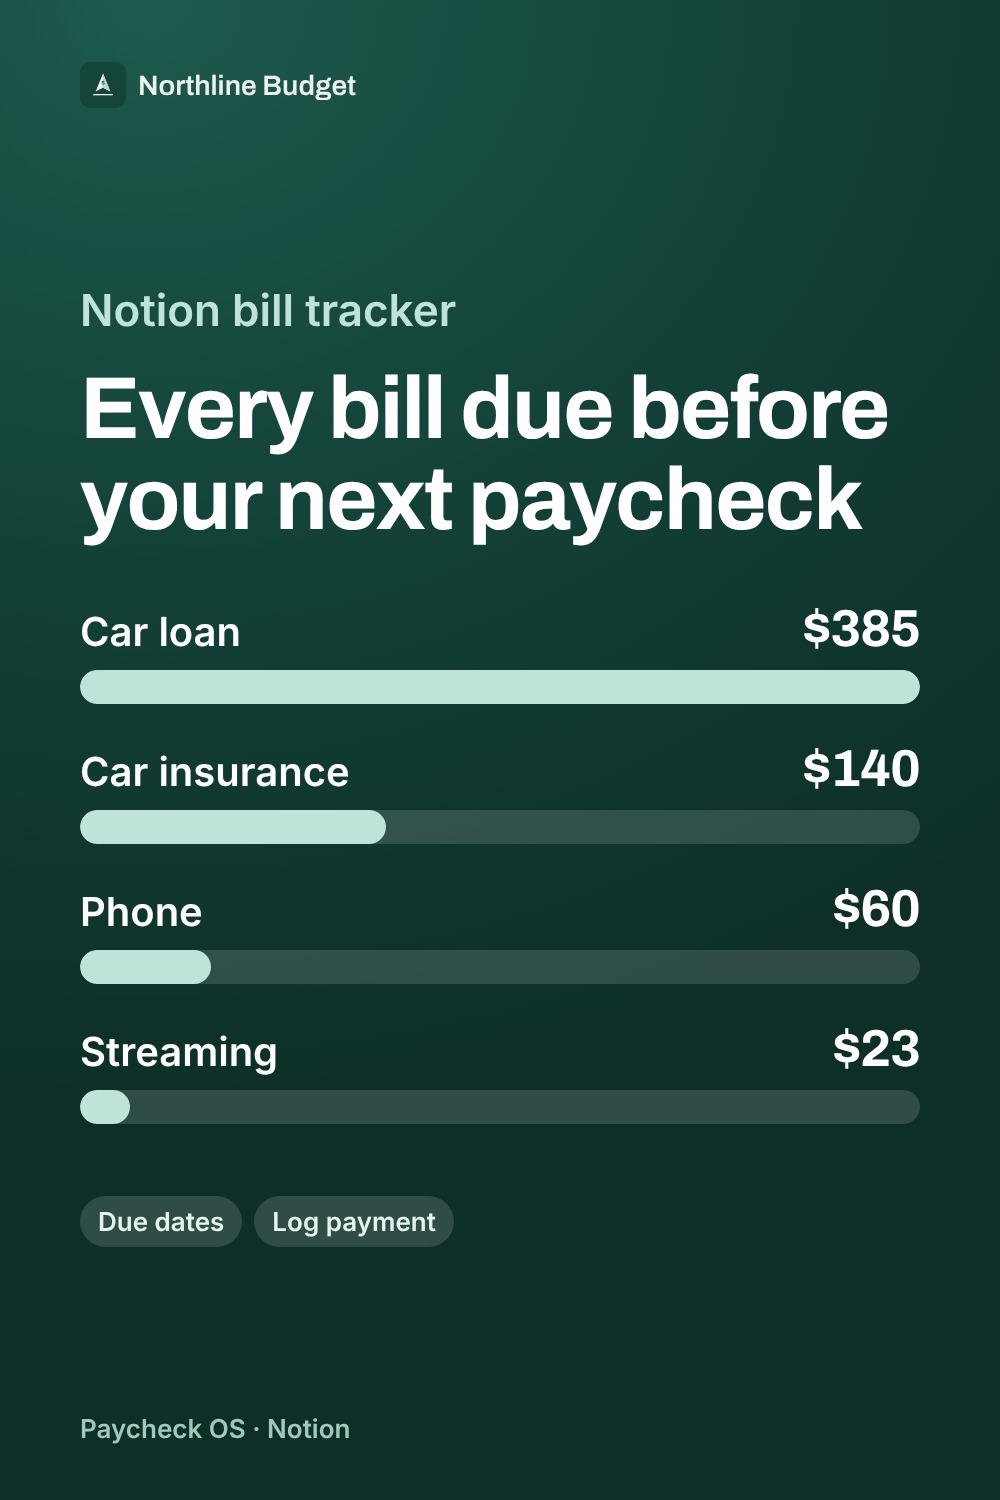 Northline Budget
Notion bill tracker
Every bill due before
your next paycheck
Car loan $385
Car insurance $140
Phone $60
Streaming $23
Due dates Log payment
Paycheck OS · Notion